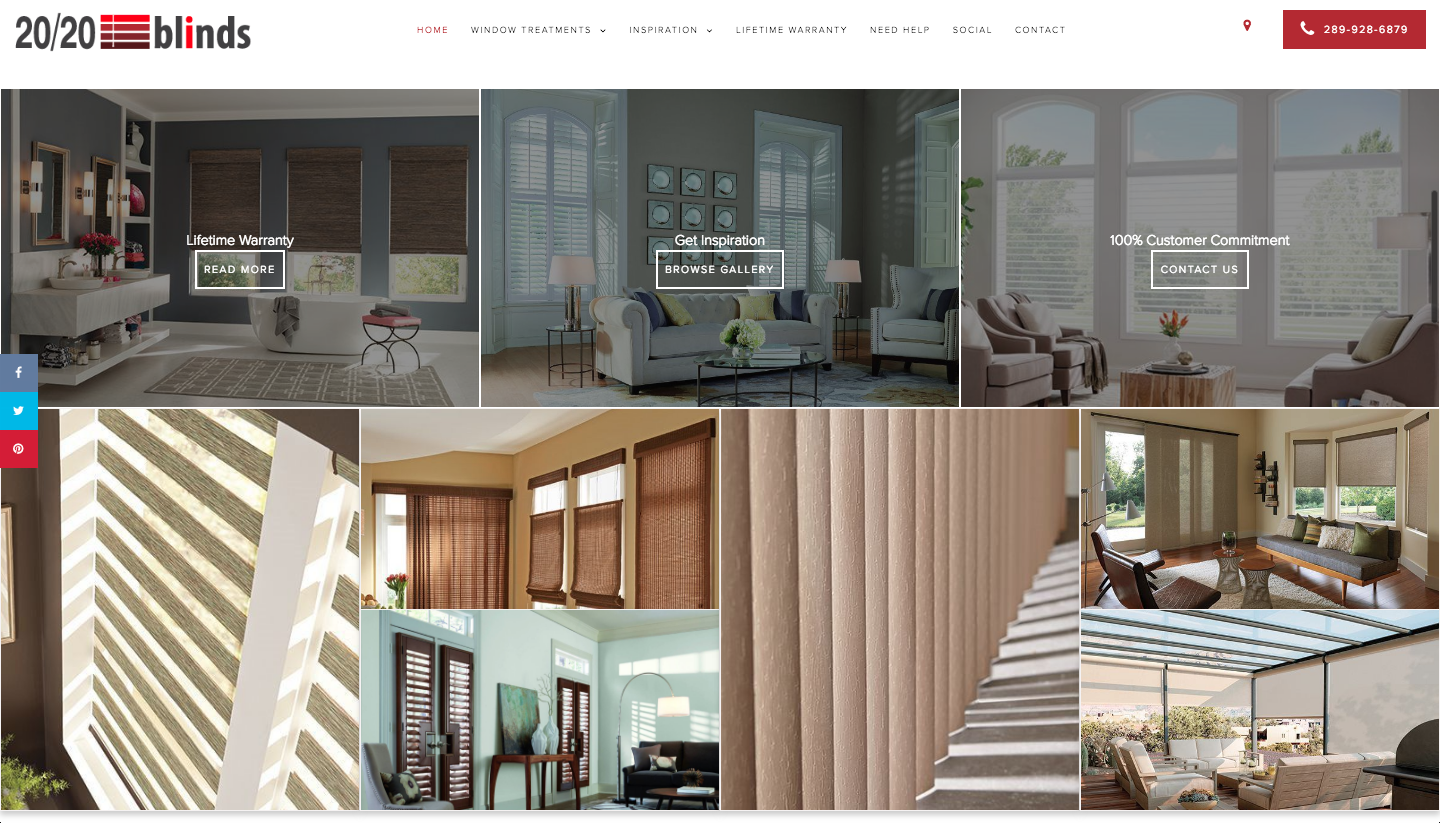 20/20 blinds
HOME
WINDOW TREATMENTS
INSPIRATION
LIFETIME WARRANTY
NEED HELP
SOCIAL
CONTACT
289-928-6879
Lifetime Warranty
READ MORE
Get Inspiration
BROWSE GALLERY
100% Customer Commitment
CONTACT US